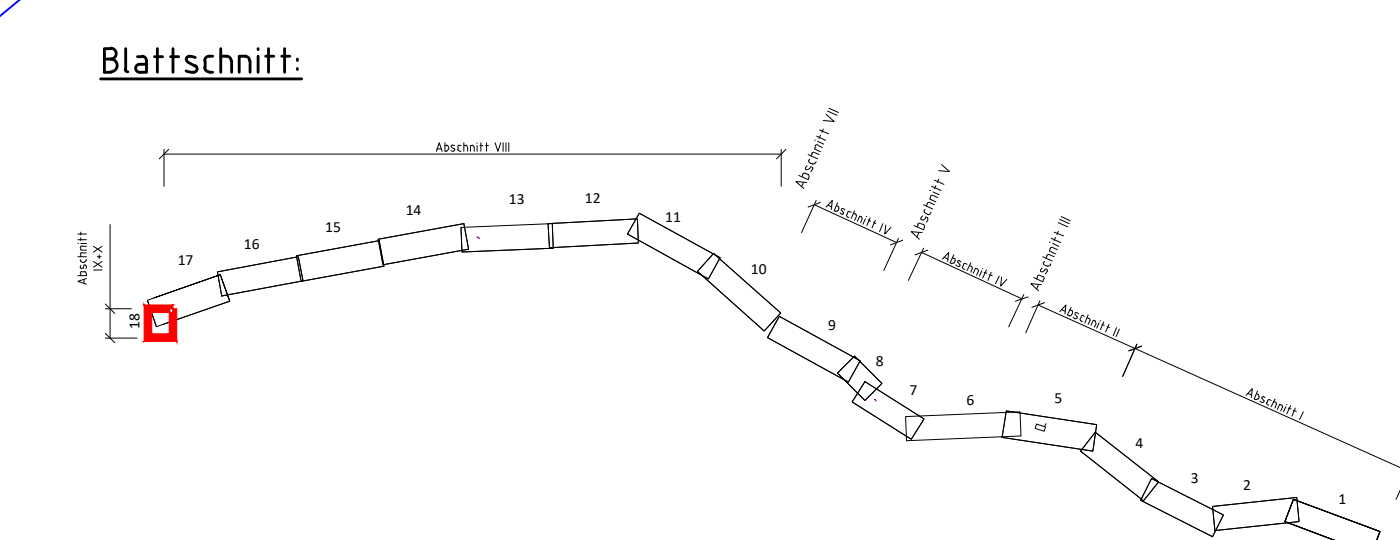 Blattschnitt:
Abschnitt VIII
Abschnitt VII
Abschnitt IV
Abschnitt V
Abschnitt IV
Abschnitt III
Abschnitt II
Abschnitt I
Abschnitt
IX+X
18
17
16
15
14
13
12
11
10
9
8
7
6
5
4
3
2
1